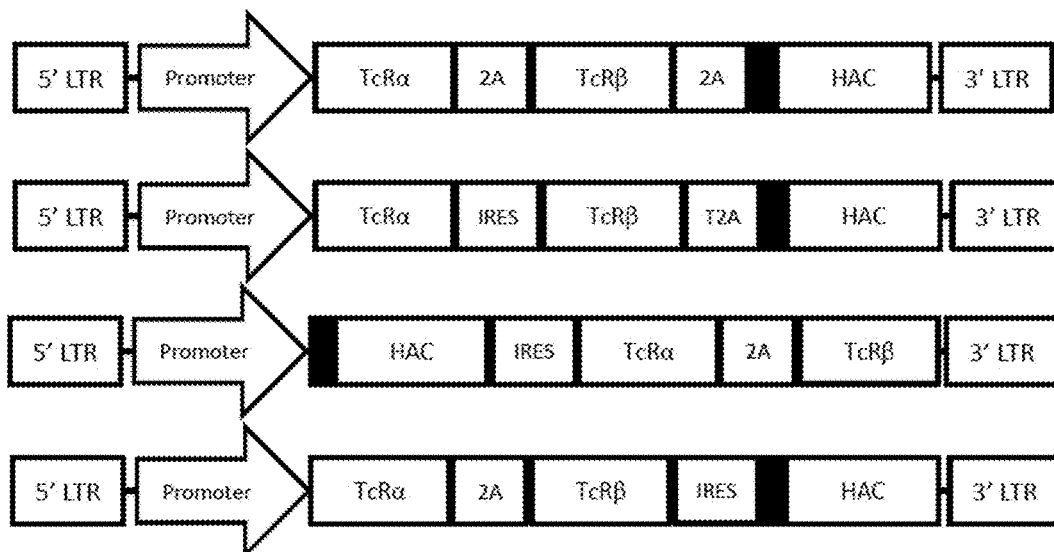 5' LTR Promoter TcRα 2A TcRβ 2A HAC 3' LTR
5' LTR Promoter TcRα IRES TcRβ T2A HAC 3' LTR
5' LTR Promoter HAC IRES TcRα 2A TcRβ 3' LTR
5' LTR Promoter TcRα 2A TcRβ IRES HAC 3' LTR